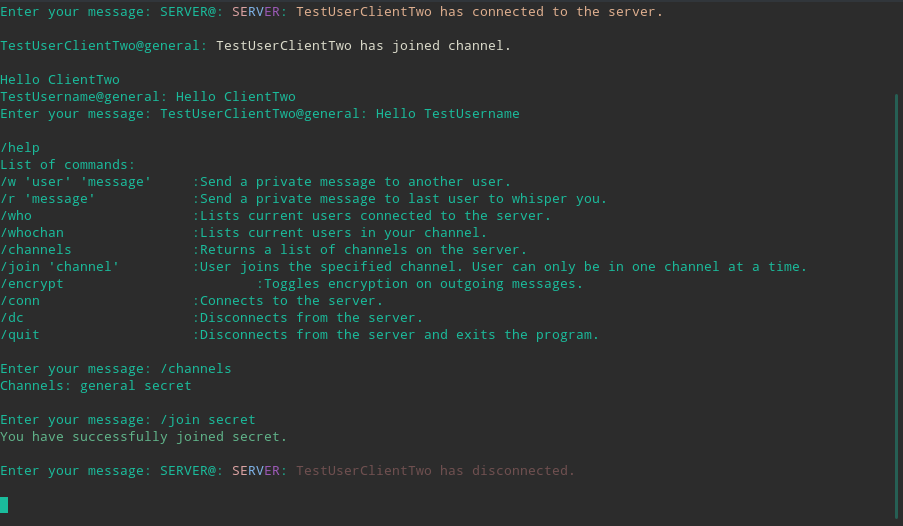 Enter your message: SERVER@: SERVER: TestUserClientTwo has connected to the server.
TestUserClientTwo@general: TestUserClientTwo has joined channel.
Hello ClientTwo
TestUsername@general: Hello ClientTwo
Enter your message: TestUserClientTwo@general: Hello TestUsername
/help
List of commands:
/w 'user' 'message' :Send a private message to another user.
/r 'message' :Send a private message to last user to whisper you.
/who :Lists current users connected to the server.
/whochan :Lists current users in your channel.
/channels :Returns a list of channels on the server.
/join 'channel' :User joins the specified channel. User can only be in one channel at a time.
/encrypt :Toggles encryption on outgoing messages.
/conn :Connects to the server.
/dc :Disconnects from the server.
/quit :Disconnects from the server and exits the program.
Enter your message: /channels
Channels: general secret
Enter your message: /join secret
You have successfully joined secret.
Enter your message: SERVER@: SERVER: TestUserClientTwo has disconnected.